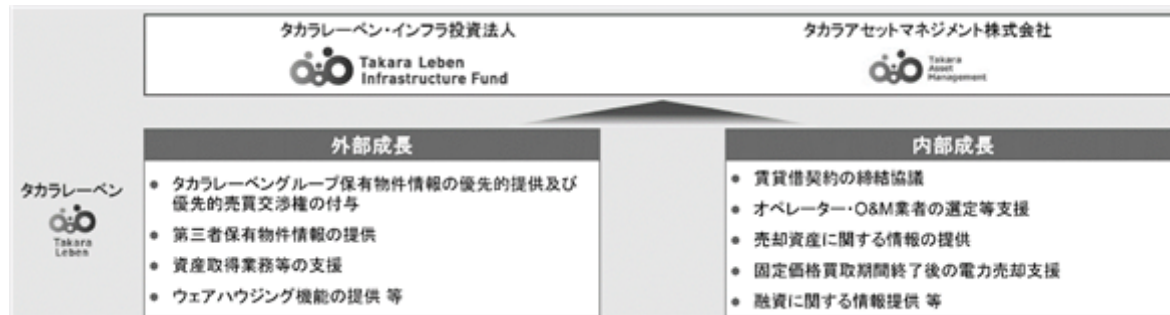 タカラレーベン・インフラ投資法人
Takara Leben
Infrastructure Fund
タカラアセットマネジメント株式会社
Takara
Asset
Management
タカラレーベン
Takara
Leben
外部成長
● タカラレーベングループ保有物件情報の優先的提供及び
優先的売買交渉権の付与
● 第三者保有物件情報の提供
● 資産取得業務等の支援
● ウェアハウジング機能の提供 等
内部成長
● 賃貸借契約の締結協議
● オペレーター・O&M業者の選定等支援
● 売却資産に関する情報の提供
● 固定価格買取期間終了後の電力売却支援
● 融資に関する情報提供 等